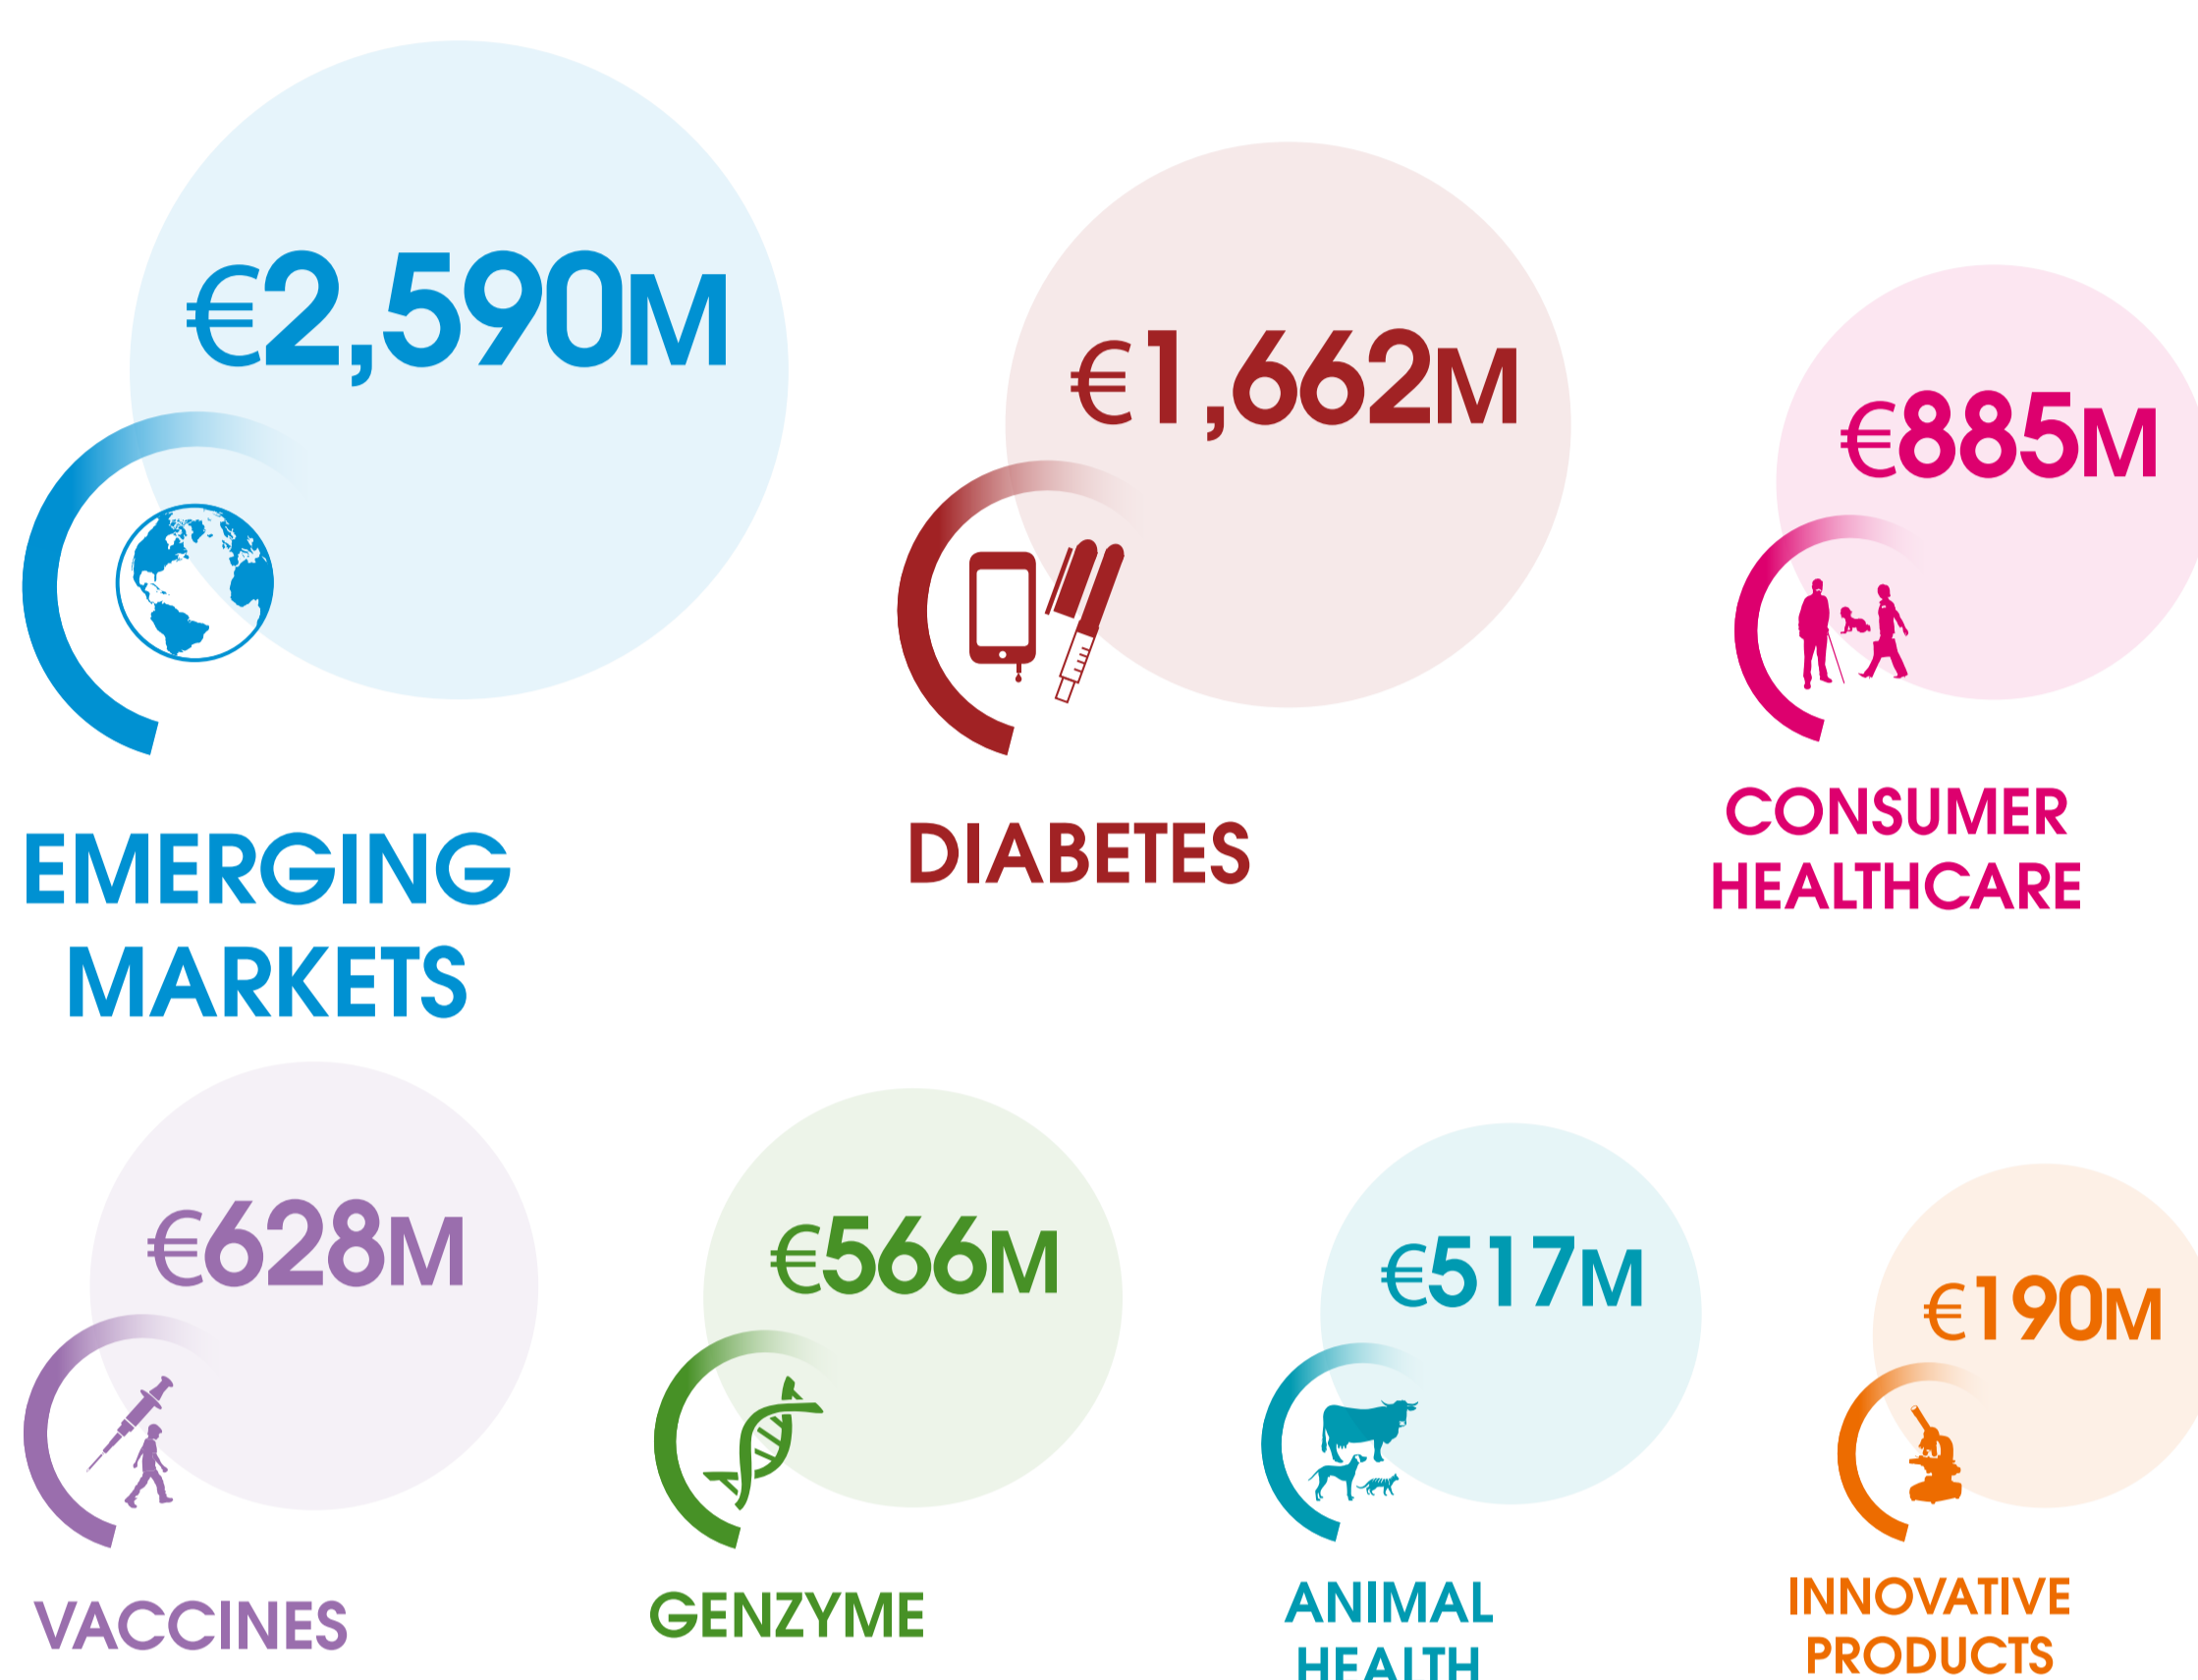 €2,590M
€1,662M
€885M
EMERGING
MARKETS
DIABETES
CONSUMER
HEALTHCARE
€628M
€566M
€517M
€190M
VACCINES
GENZYME
ANIMAL
HEALTH
INNOVATIVE
PRODUCTS